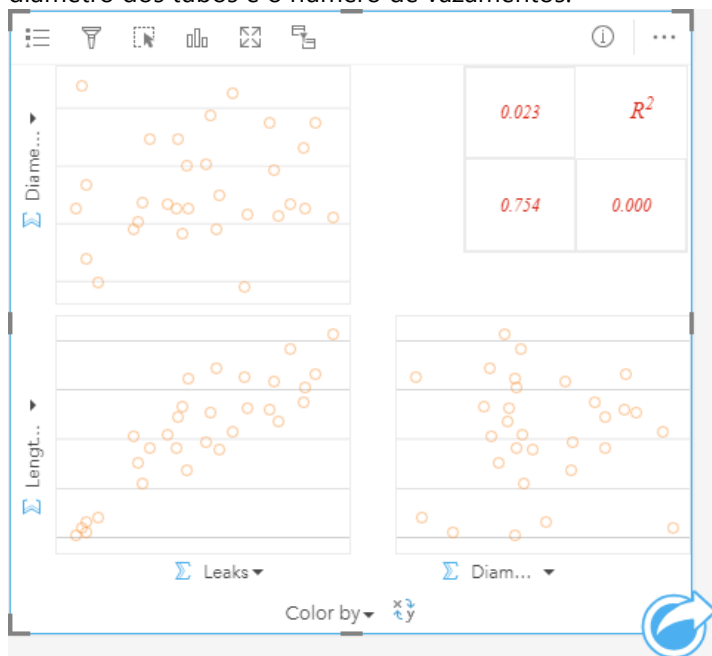 diâmetro dos tubos e o número de vazamentos.
Diame...
0.023 R²
0.754 0.000
Lengt...
Σ Leaks
Σ Diam...
Color by